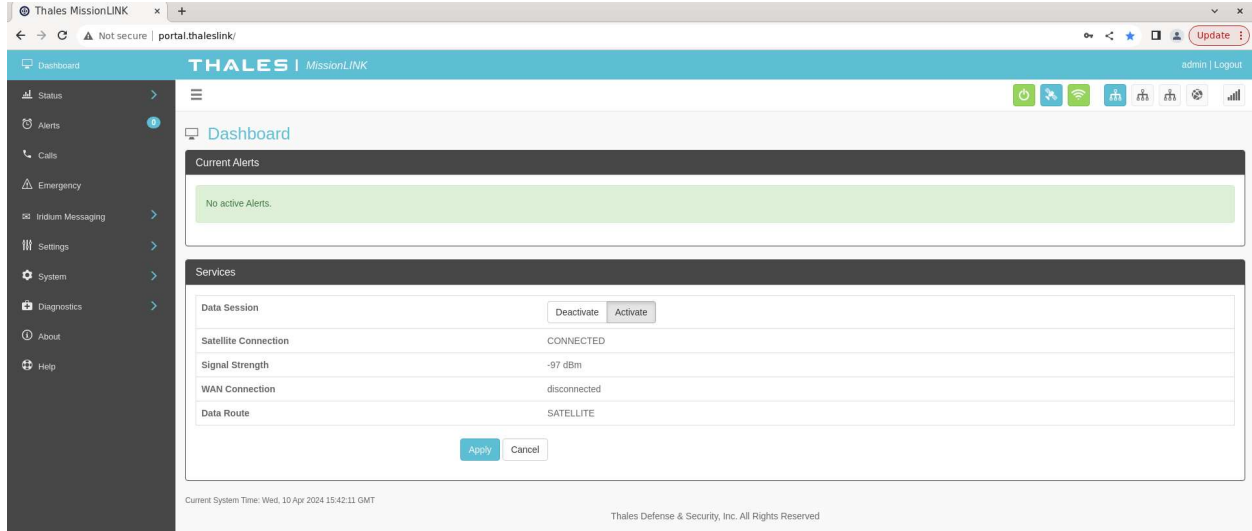 Thales MissionLINK
Not secure | portal.thaleslink/
Update
Dashboard
THALES | MissionLINK
admin | Logout
Status
Alerts 0
Calls
Emergency
Iridium Messaging
Settings
System
Diagnostics
About
Help
Dashboard
Current Alerts
No active Alerts.
Services
Data Session Deactivate Activate
Satellite Connection CONNECTED
Signal Strength -97 dBm
WAN Connection disconnected
Data Route SATELLITE
Apply Cancel
Current System Time: Wed, 10 Apr 2024 15:42:11 GMT
Thales Defense & Security, Inc. All Rights Reserved